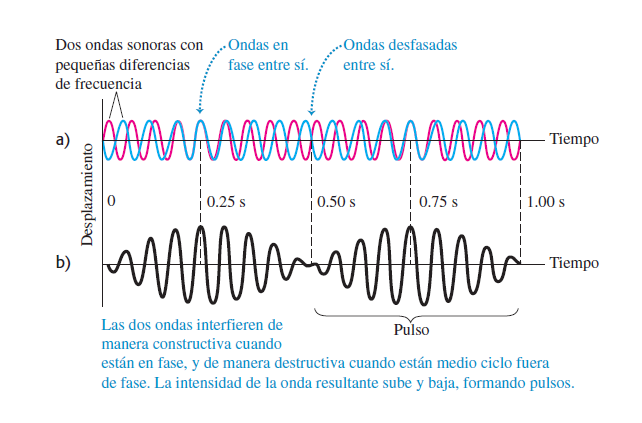 Dos ondas sonoras con
pequeñas diferencias
de frecuencia
Ondas en
fase entre sí.
Ondas desfasadas
entre sí.
a)
Tiempo
Desplazamiento
0
0.25 s
0.50 s
0.75 s
1.00 s
b)
Tiempo
Pulso
Las dos ondas interfieren de
manera constructiva cuando
están en fase, y de manera destructiva cuando están medio ciclo fuera
de fase. La intensidad de la onda resultante sube y baja, formando pulsos.